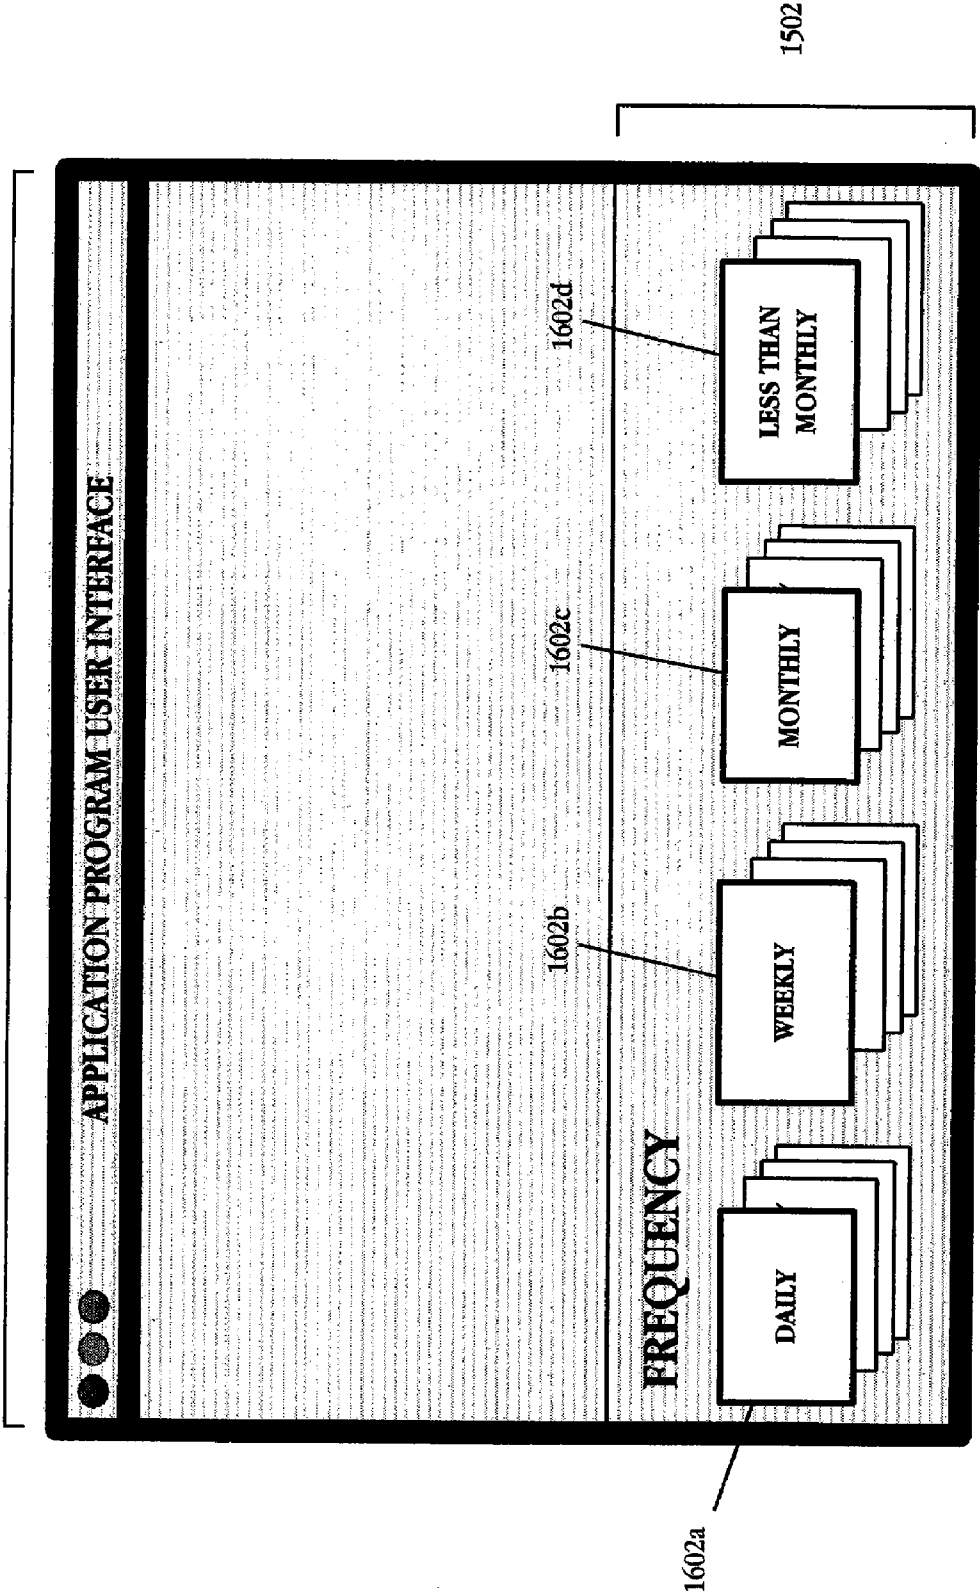 APPLICATION PROGRAM USER INTERFACE
1602b
1602c
1602d
1502
FREQUENCY
1602a
DAILY
WEEKLY
MONTHLY
LESS THAN
MONTHLY